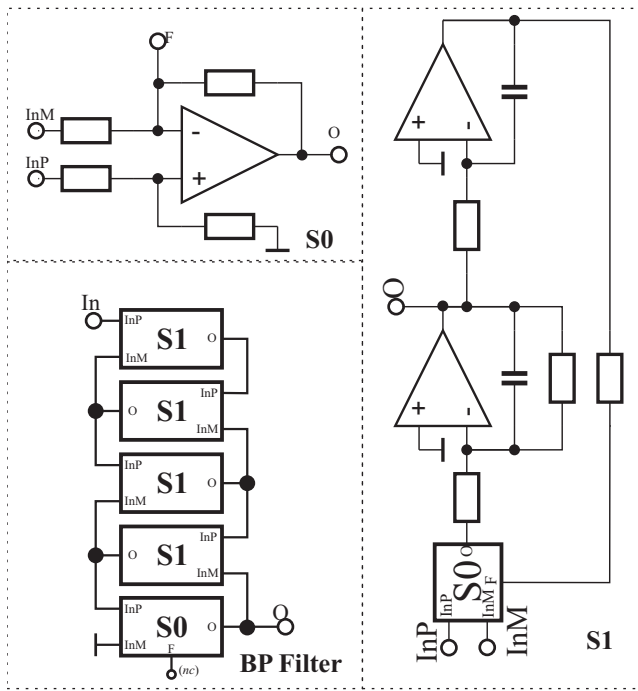 F
InM
InP
-
+
O
S0
In
InP
S1
O
InM
InP
O
S1
InM
InP
S1
O
InM
InP
O
S1
InM
InP
S0
O
InM
F
O
(nc)
BP Filter
+
-
O
+
-
O
S0
InP
InM F
InP
InM
S1